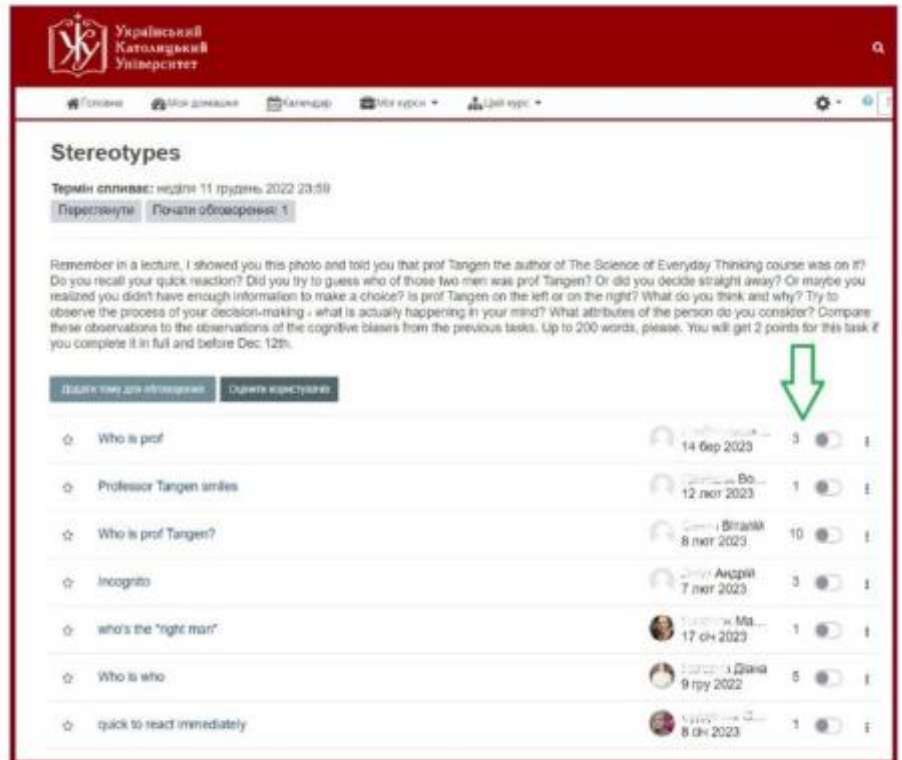 Український
Католицький
Університет
Головна Моя домашня Календар Мої курси Цей курс
Stereotypes
Термін спливає: неділя 11 грудень 2022 23:59
Переглянути Почати обговорення: 1
Remember in a lecture, I showed you this photo and told you that prof Tangen the author of The Science of Everyday Thinking course was on it?
Do you recall your quick reaction? Did you try to guess who of those two men was prof Tangen? Or did you decide straight away? Or maybe you
realized you didn't have enough information to make a choice? Is prof Tangen on the left or on the right? What do you think and why? Try to
observe the process of your decision-making - what is actually happening in your mind? What attributes of the person do you consider? Compare
these observations to the observations of the cognitive biases from the previous tasks. Up to 200 words, please. You will get 2 points for this task if
you complete it in full and before Dec 12th.
Додати тему для обговорення Оцінити користувачів
Who is prof
14 бер 2023 3
Professor Tangen smiles Во...
12 лют 2023 1
Who is prof Tangen? Віталій
8 лют 2023 10
Incognito Андрій
7 лют 2023 3
who's the "right man" Ма...
17 січ 2023 1
Who is who Діана
9 гру 2022 5
quick to react immediately
8 січ 2023 1